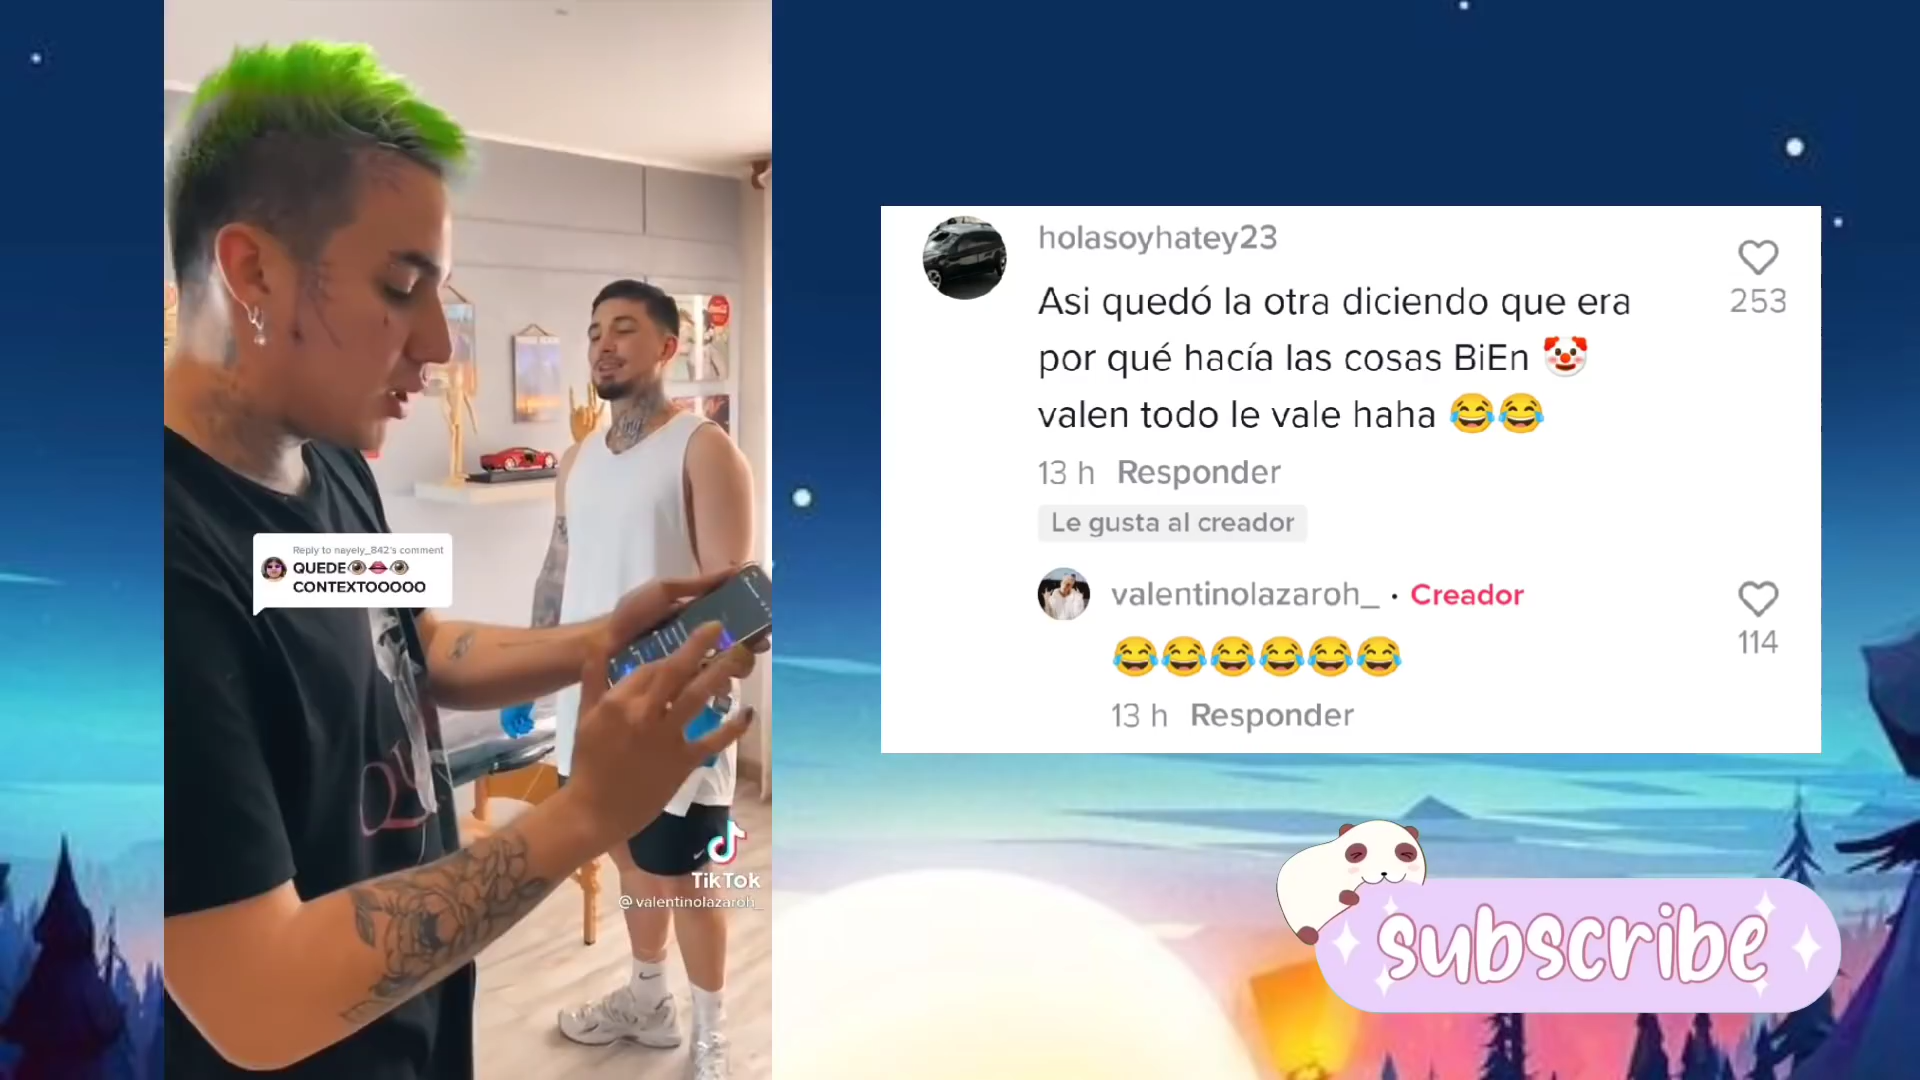 Reply to nayely_842's comment
QUEDE👁👄👁
CONTEXTOOOOO
King
TikTok
@valentinolazaroh_
holasoyhatey23
Asi quedó la otra diciendo que era
por qué hacía las cosas BiEn 🤡
valen todo le vale haha 😂😂
13 h Responder
Le gusta al creador
253
valentinolazaroh_ · Creador
😂😂😂😂😂😂
13 h Responder
114
subscribe